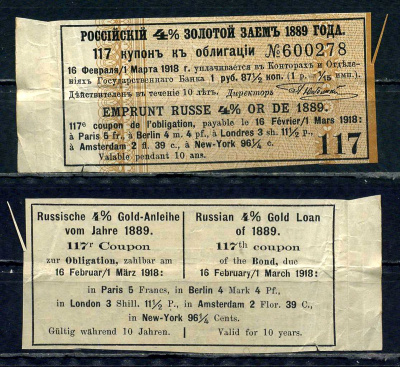 РОССІЙСКІЙ 4% ЗОЛОТОЙ ЗАЕМЪ 1889 ГОДА.
117 купонъ къ облигаціи №600278
16 Февраля/1 Марта 1918 г. уплачивается въ Конторахъ и Отдѣле-
ніяхъ Государственнаго Банка 1 руб. 87½ коп. (1 р. = 1/15 имп.).
Дѣйствителенъ въ теченіе 10 лѣтъ. Директоръ
EMPRUNT RUSSE 4% OR DE 1889.
117e coupon de l'obligation, payable le 16 Février/1 Mars 1918:
à Paris 5 fr., à Berlin 4 m. 4 pf., à Londres 3 sh. 11½ p.,
à Amsterdam 2 fl. 39 c., à New-York 96¼ c.
Valable pendant 10 ans.
117
Russische 4% Gold-Anleihe
vom Jahre 1889.
117r Coupon
zur Obligation, zahlbar am
16 Februar/1 März 1918:
Russian 4% Gold Loan
of 1889.
117th coupon
of the Bond, due
16 February/1 March 1918:
in Paris 5 Francs, in Berlin 4 Mark 4 Pf.,
in London 3 Shill. 11½ P., in Amsterdam 2 Flor. 39 C.,
in New-York 96¼ Cents.
Gültig während 10 Jahren.
Valid for 10 years.